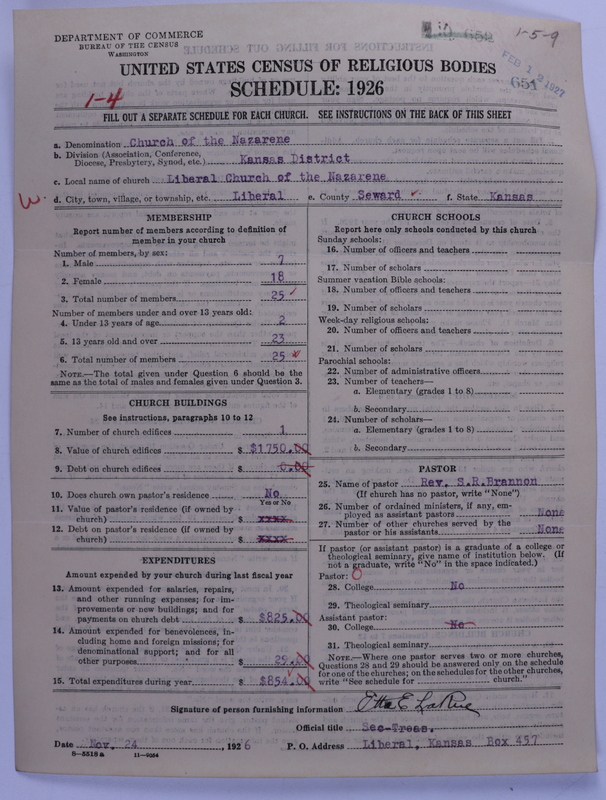 DEPARTMENT OF COMMERCE
BUREAU OF THE CENSUS
WASHINGTON
1-5-9
FEB 19 1927
651
UNITED STATES CENSUS OF RELIGIOUS BODIES
SCHEDULE: 1926
1-4
FILL OUT A SEPARATE SCHEDULE FOR EACH CHURCH. SEE INSTRUCTIONS ON THE BACK OF THIS SHEET
a. Denomination Church of the Nazarene
b. Division (Association, Conference, Diocese, Presbytery, Synod, etc.) Kansas District
c. Local name of church Liberal Church of the Nazarene
d. City, town, village, or township, etc. Liberal e. County Seward f. State Kansas
W
MEMBERSHIP
Report number of members according to definition of
member in your church
Number of members, by sex:
1. Male 7
2. Female 18
3. Total number of members 25
Number of members under and over 13 years old:
4. Under 13 years of age 2
5. 13 years old and over 23
6. Total number of members 25
NOTE.—The total given under Question 6 should be the
same as the total of males and females given under Question 3.
CHURCH BUILDINGS
See instructions, paragraphs 10 to 12
7. Number of church edifices 1
8. Value of church edifices $ $1750.00
9. Debt on church edifices $ 0.00
10. Does church own pastor's residence No
Yes or No
11. Value of pastor's residence (if owned by
church) $ xxxx
12. Debt on pastor's residence (if owned by
church) $ xxxx
EXPENDITURES
Amount expended by your church during last fiscal year
13. Amount expended for salaries, repairs,
and other running expenses; for im-
provements or new buildings; and for
payments on church debt $ $825.00
14. Amount expended for benevolences, in-
cluding home and foreign missions; for
denominational support; and for all
other purposes $ 29.00
15. Total expenditures during year $ $854.00
CHURCH SCHOOLS
Report here only schools conducted by this church
Sunday schools:
16. Number of officers and teachers
17. Number of scholars
Summer vacation Bible schools:
18. Number of officers and teachers
19. Number of scholars
Week-day religious schools:
20. Number of officers and teachers
21. Number of scholars
Parochial schools:
22. Number of administrative officers
23. Number of teachers—
a. Elementary (grades 1 to 8)
b. Secondary
24. Number of scholars—
a. Elementary (grades 1 to 8)
b. Secondary
PASTOR
25. Name of pastor Rev. S.R.Brannon
(If church has no pastor, write "None")
26. Number of ordained ministers, if any, em-
ployed as assistant pastors None
27. Number of other churches served by the
pastor or his assistants None
If pastor (or assistant pastor) is a graduate of a college or
theological seminary, give name of institution below. (If
not a graduate, write "No" in the space indicated.)
Pastor: 0
28. College No
29. Theological seminary
Assistant pastor:
30. College No
31. Theological seminary
NOTE.—Where one pastor serves two or more churches,
Questions 28 and 29 should be answered only on the schedule
for one of the churches; on the schedules for the other churches,
write "See schedule for church."
Signature of person furnishing information Etta E LaRue
Official title Sec-Treas.
Date Nov. 24, 1926 P. O. Address Liberal, Kansas Box 457
8—5518 a 11—9054